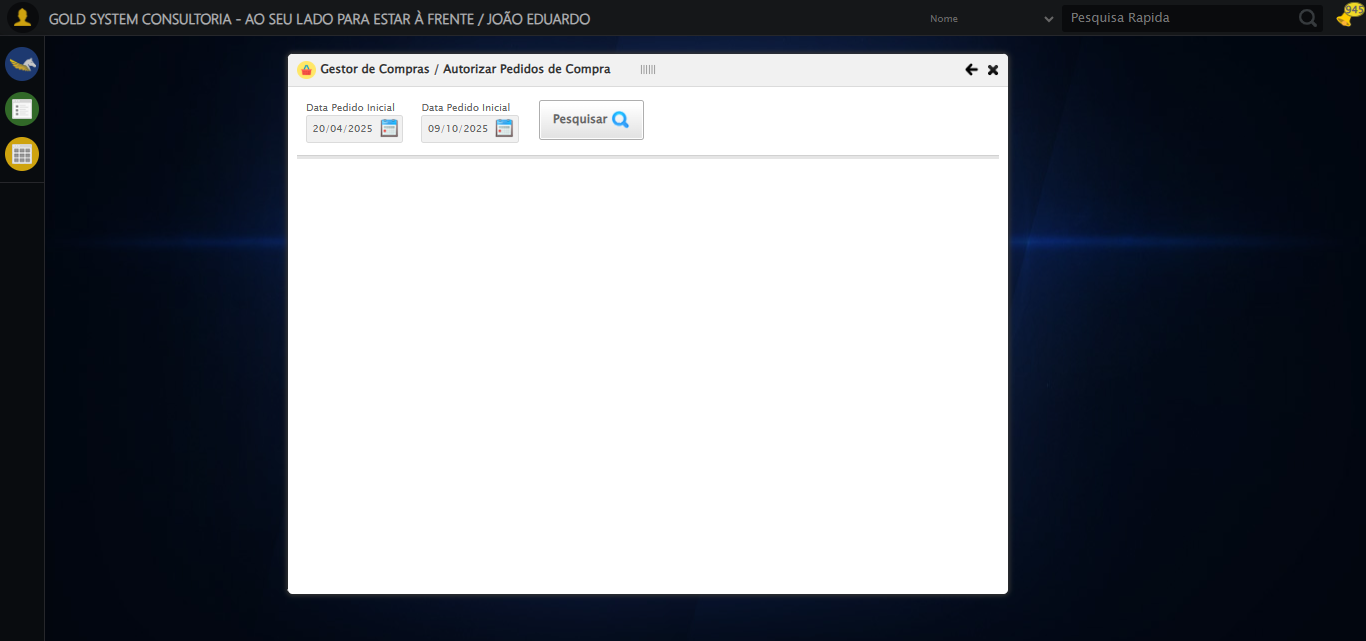 GOLD SYSTEM CONSULTORIA - AO SEU LADO PARA ESTAR À FRENTE / JOÃO EDUARDO
Nome
Pesquisa Rapida
945
Gestor de Compras / Autorizar Pedidos de Compra
Data Pedido Inicial
Data Pedido Inicial
20/04/2025
09/10/2025
Pesquisar